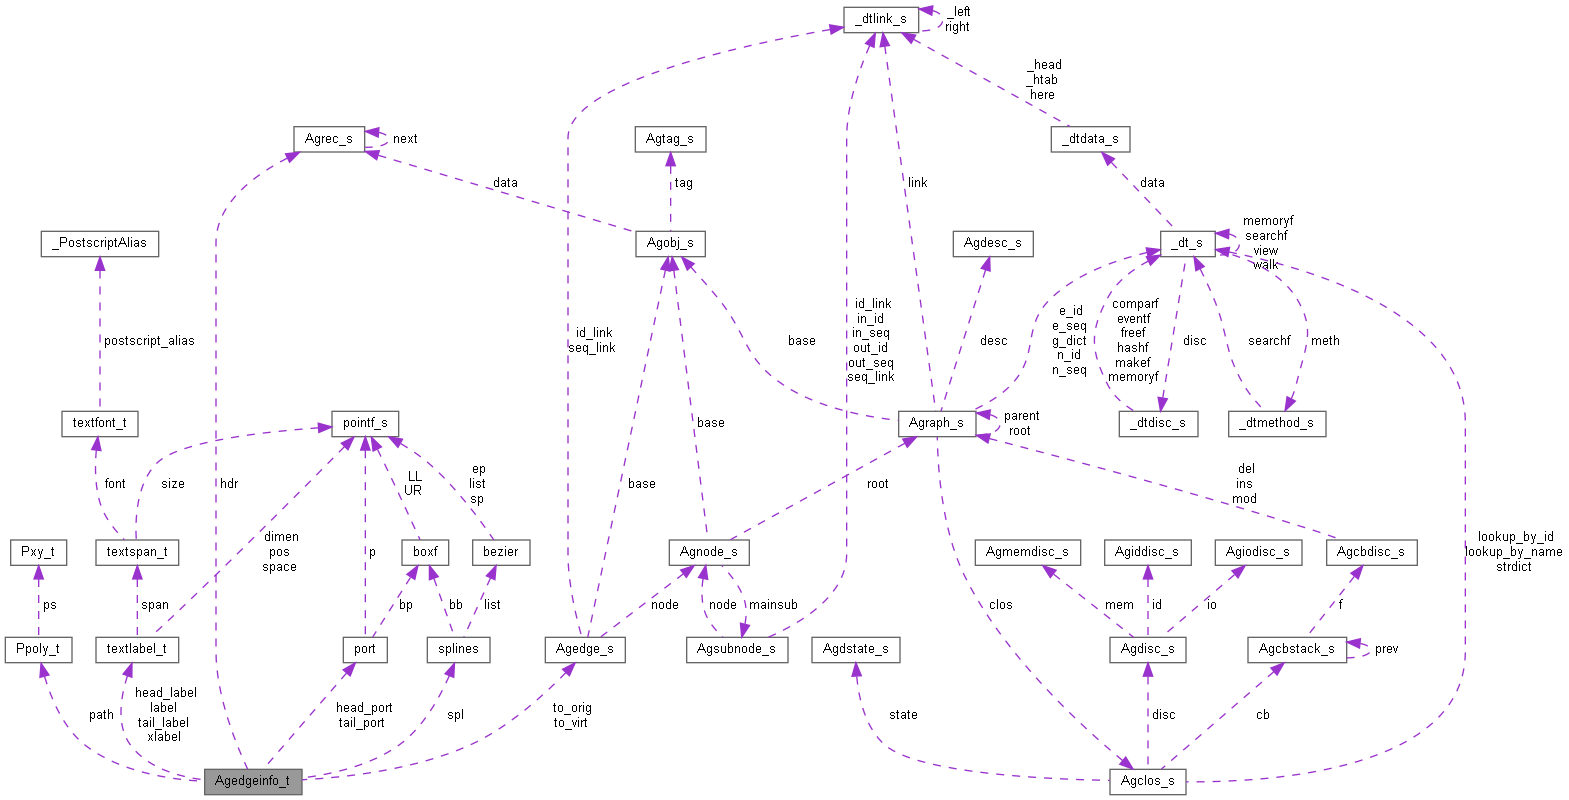 _dtlink_s
_left
right
_head
_htab
here
Agrec_s
next
Agtag_s
_dtdata_s
data
tag
link
data
_PostscriptAlias
Agobj_s
Agdesc_s
_dt_s
memoryf
searchf
view
walk
postscript_alias
id_link
seq_link
base
id_link
in_id
in_seq
out_id
out_seq
seq_link
desc
e_id
e_seq
g_dict
n_id
n_seq
comparf
eventf
freef
hashf
makef
memoryf
disc
searchf
meth
textfont_t
pointf_s
Agraph_s
parent
root
_dtdisc_s
_dtmethod_s
font
size
hdr
LL
UR
ep
list
sp
base
base
root
del
ins
mod
dimen
pos
space
p
lookup_by_id
lookup_by_name
strdict
Pxy_t
textspan_t
boxf
bezier
Agnode_s
Agmemdisc_s
Agiddisc_s
Agiodisc_s
Agcbdisc_s
ps
span
bp
bb
list
node
node
mainsub
clos
mem
id
io
f
Ppoly_t
textlabel_t
port
splines
Agedge_s
Agsubnode_s
Agdstate_s
Agdisc_s
Agcbstack_s
prev
path
head_label
label
tail_label
xlabel
head_port
tail_port
spl
to_orig
to_virt
state
disc
cb
Agedgeinfo_t
Agclos_s